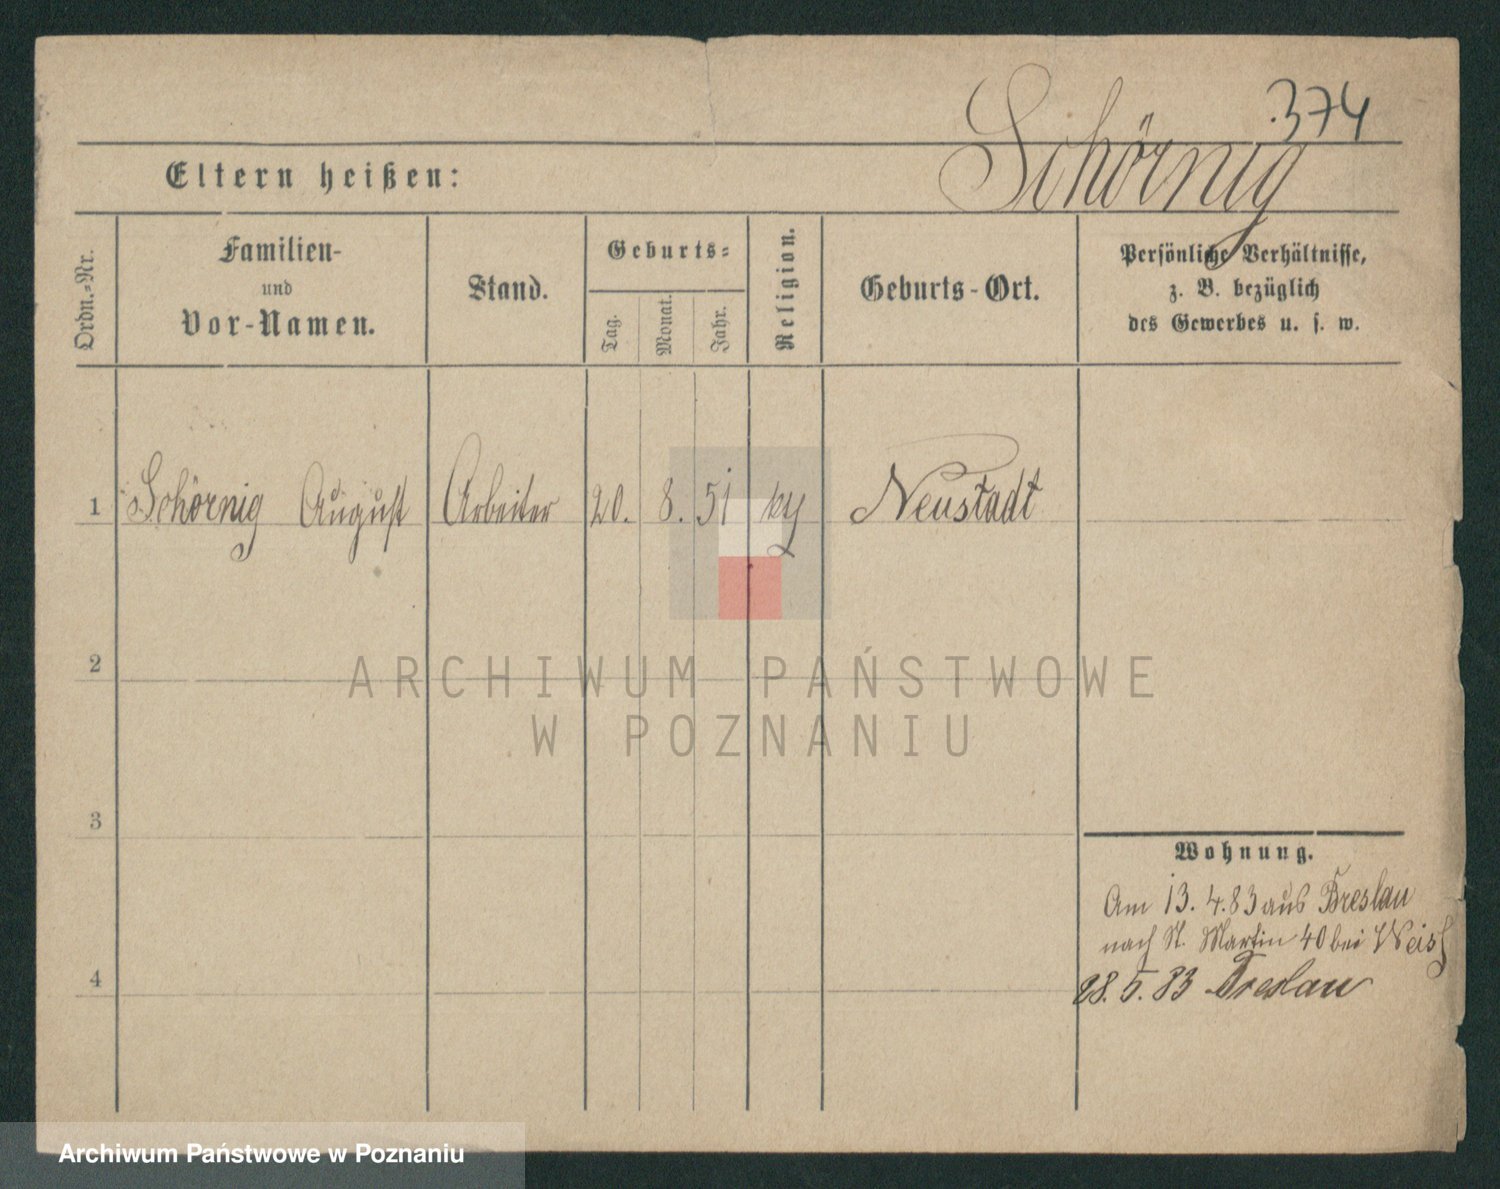 374
Schörnig
Eltern heißen:
Ordn.-Nr.
Familien-
und
Vor-Namen.
Stand.
Geburts-
Tag.
Monat.
Jahr.
Religion.
Geburts-Ort.
Persönliche Verhältnisse,
z. B. bezüglich
des Gewerbes u. s. w.
1 Schörnig August Arbeiter 20. 8. 51 Neustadt
2
ARCHIWUM PAŃSTWOWE
W POZNANIU
3
Wohnung.
Am 13. 4. 83 aus Breslau
nach St. Martin 40 bei
4
28. 5. 83 Breslau
Archiwum Państwowe w Poznaniu